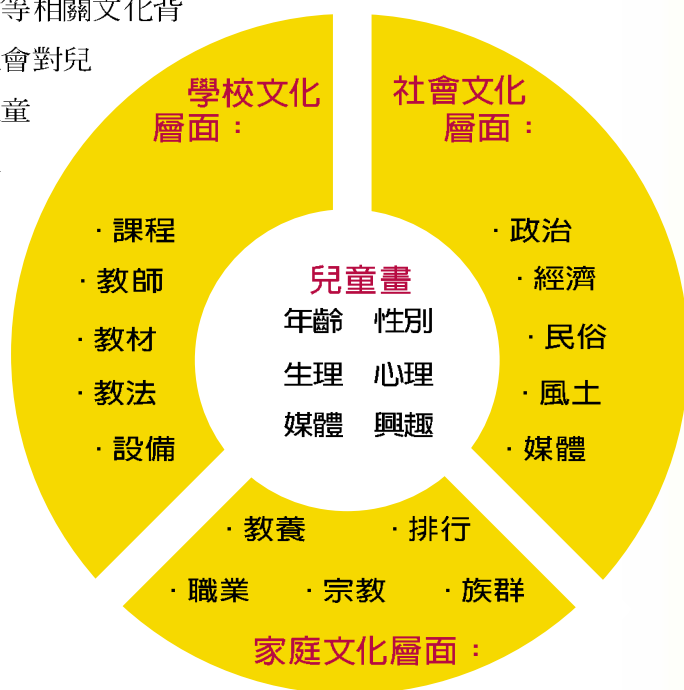 等相關文化背
會對兒
童
學校文化
層面：
· 課程
· 教師
· 教材
· 教法
· 設備
社會文化
層面：
· 政治
· 經濟
· 民俗
· 風土
· 媒體
兒童畫
年齡 性別
生理 心理
媒體 興趣
· 教養 · 排行
· 職業 · 宗教 · 族群
家庭文化層面：